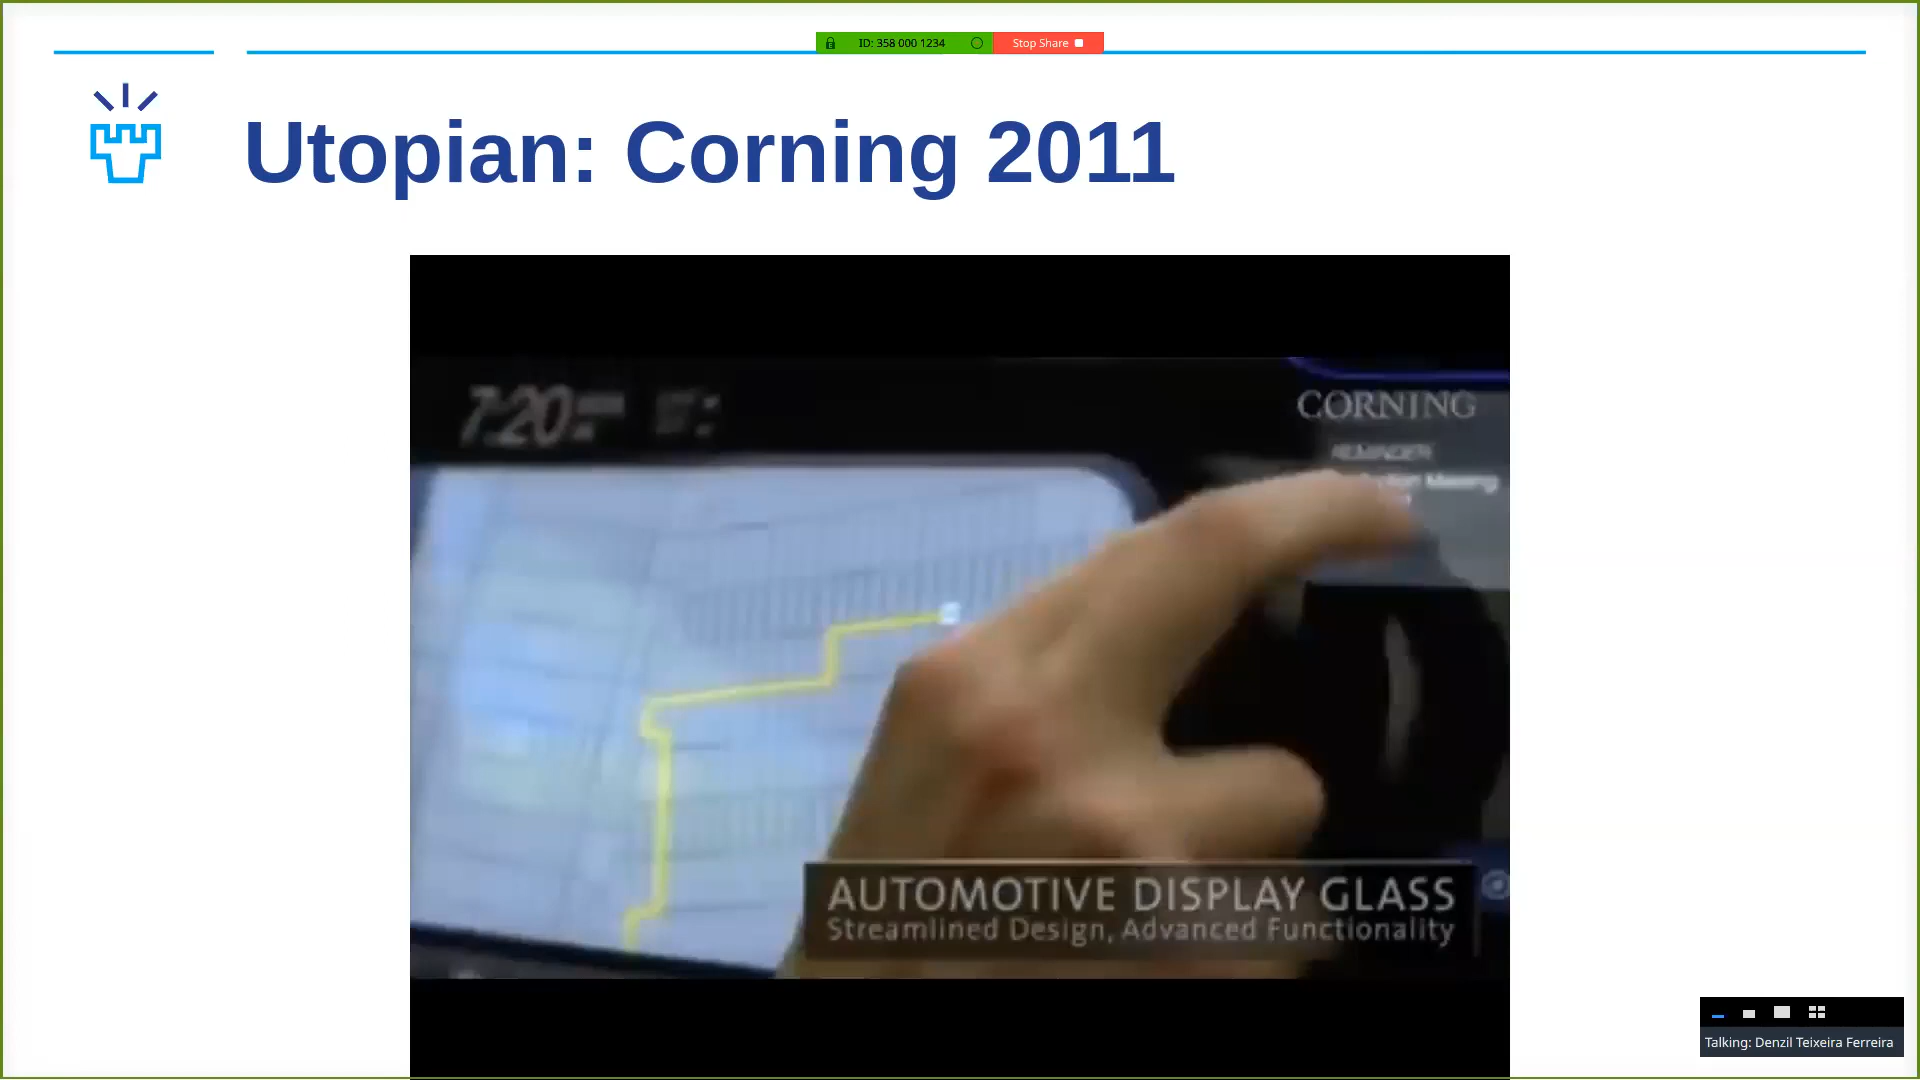 ID: 358 000 1234
Stop Share
Utopian: Corning 2011
7:20
CORNING
REMINDER
Meeting
AUTOMOTIVE DISPLAY GLASS
Streamlined Design, Advanced Functionality
Talking: Denzil Teixeira Ferreira